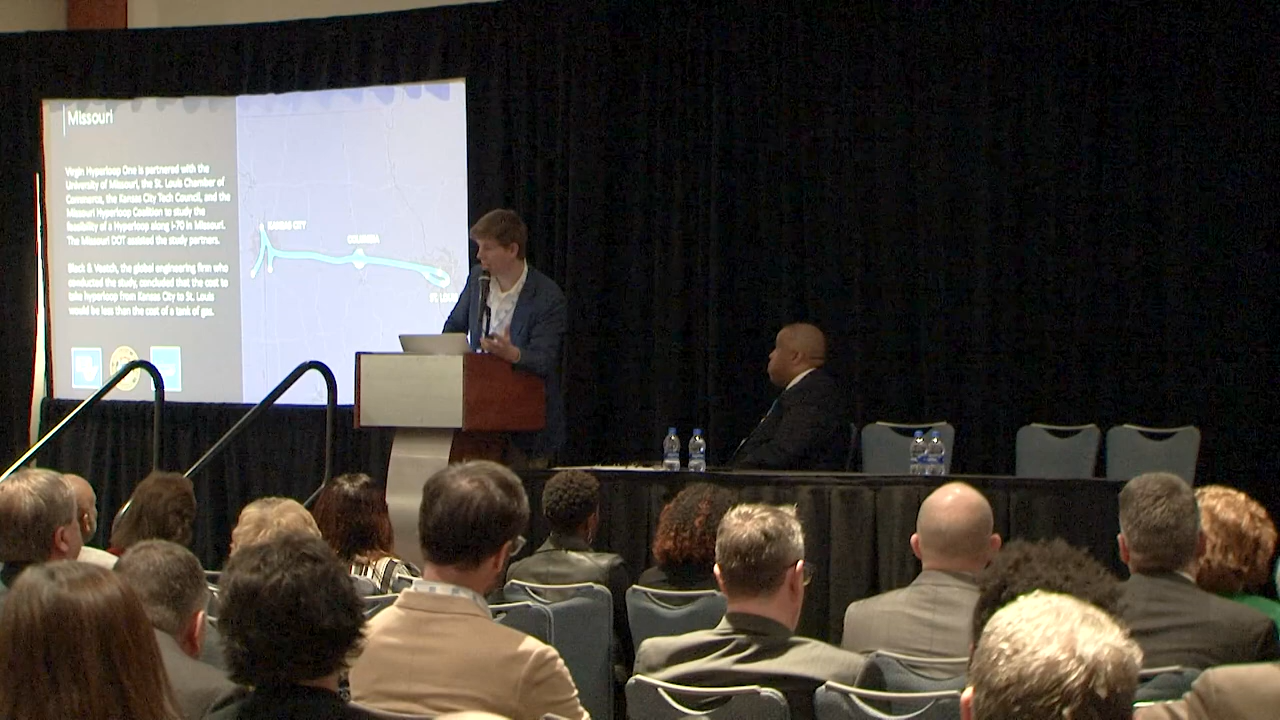 Missouri
Virgin Hyperloop One is partnered with the
University of Missouri, the St. Louis Chamber of
Commerce, the Kansas City Tech Council, and the
Missouri Hyperloop Coalition to study the
feasibility of a Hyperloop along I-70 in Missouri.
The Missouri DOT assisted the study partners.
Black & Veatch, the global engineering firm who
conducted the study, concluded that the cost to
take hyperloop from Kansas City to St. Louis
would be less than the cost of a tank of gas.
KANSAS CITY
COLUMBIA
ST. LOUIS